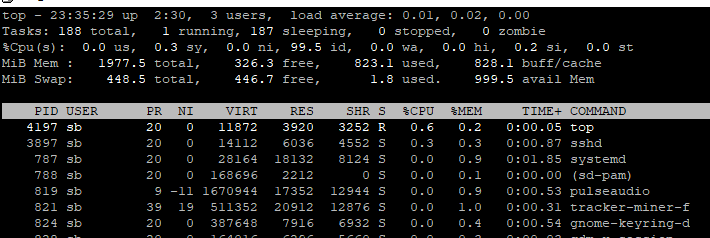 top - 23:35:29 up  2:30,  3 users,  load average: 0.01, 0.02, 0.00
Tasks: 188 total,   1 running, 187 sleeping,   0 stopped,   0 zombie
%Cpu(s):  0.0 us,  0.3 sy,  0.0 ni, 99.5 id,  0.0 wa,  0.0 hi,  0.2 si,  0.0 st
MiB Mem :   1977.5 total,    326.3 free,    823.1 used,    828.1 buff/cache
MiB Swap:    448.5 total,    446.7 free,      1.8 used.    999.5 avail Mem
PID USER      PR  NI    VIRT    RES    SHR S  %CPU  %MEM     TIME+ COMMAND
4197 sb        20   0   11872   3920   3252 R   0.6   0.2   0:00.05 top
3897 sb        20   0   14112   6036   4552 S   0.3   0.3   0:00.87 sshd
787 sb        20   0   28164  18132   8124 S   0.0   0.9   0:01.85 systemd
788 sb        20   0  168696   2212      0 S   0.0   0.1   0:00.00 (sd-pam)
819 sb         9 -11 1670944  17352  12944 S   0.0   0.9   0:00.53 pulseaudio
821 sb        39  19  511352  20912  12876 S   0.0   1.0   0:00.31 tracker-miner-f
824 sb        20   0  387648   7916   6932 S   0.0   0.4   0:00.54 gnome-keyring-d